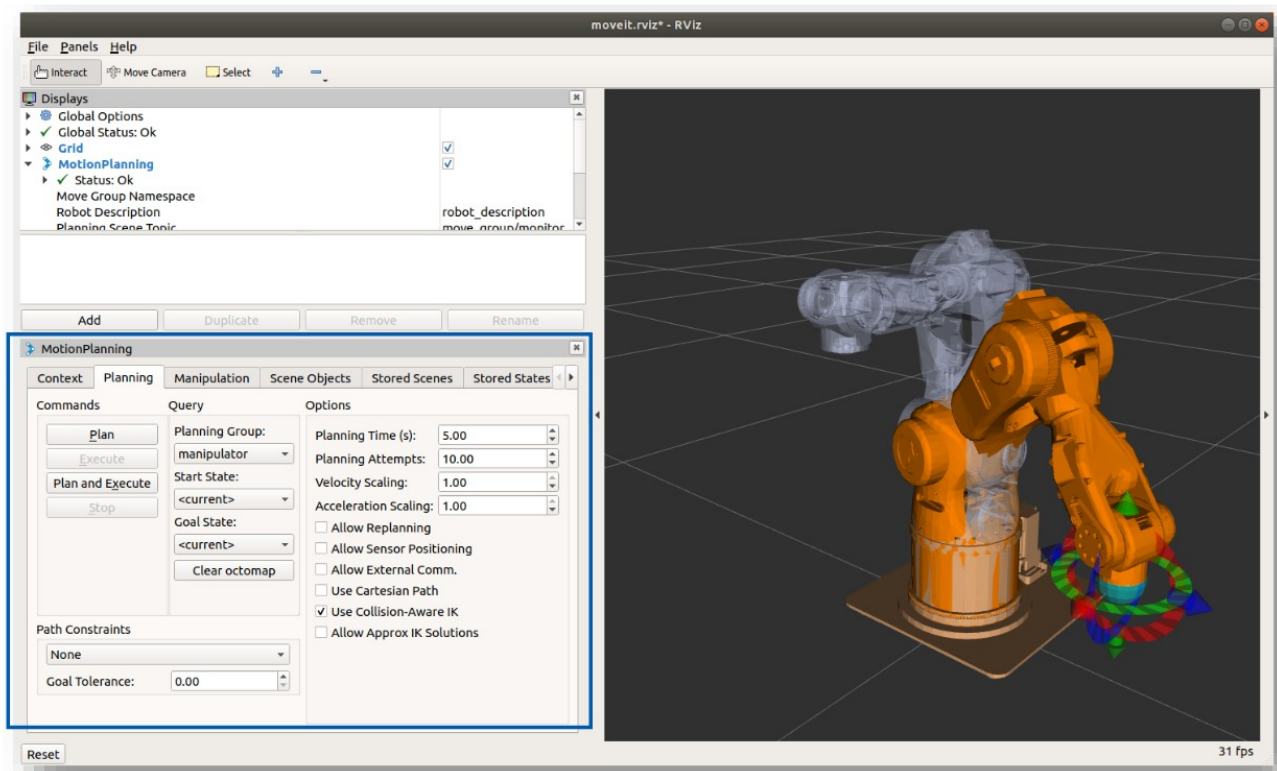 moveit.rviz* - RViz
File Panels Help
Interact Move Camera Select
Displays
Global Options
Global Status: Ok
Grid
MotionPlanning
Status: Ok
Move Group Namespace
Robot Description robot_description
Planning Scene Topic move_group/monitor
Add Duplicate Remove Rename
MotionPlanning
Context Planning Manipulation Scene Objects Stored Scenes Stored States
Commands
Plan
Execute
Plan and Execute
Stop
Query
Planning Group:
manipulator
Start State:
<current>
Goal State:
<current>
Clear octomap
Options
Planning Time (s): 5.00
Planning Attempts: 10.00
Velocity Scaling: 1.00
Acceleration Scaling: 1.00
Allow Replanning
Allow Sensor Positioning
Allow External Comm.
Use Cartesian Path
Use Collision-Aware IK
Allow Approx IK Solutions
Path Constraints
None
Goal Tolerance: 0.00
Reset
31 fps